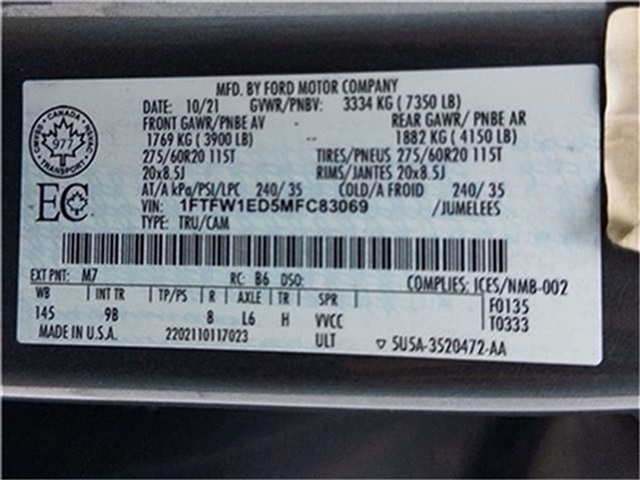 MFD. BY FORD MOTOR COMPANY
DATE: 10/21 GVWR/PNBV: 3334 KG (7350 LB)
FRONT GAWR/PNBE AV REAR GAWR/ PNBE AR
1769 KG (3900 LB) -- 1882 KG (4150 LB)
275/60R20 115T TIRES/PNEUS 275/60R20 115T
20x8.5J RIMS/JANTES 20x8.5J
AT/A kPa/PSI/LPC 240/ 35 COLD/A FROID 240/ 35
VIN: 1FTFW1ED5MFC83069 /JUMELEES
TYPE: TRU/CAM
CANADA
977
TRANSPORT
EC
EXT PNT: M7 RC: B6 DSO: COMPLIES: ICES/NMB-002
WB INT TR TP/PS R AXLE TR SPR F0135
145 9B 8 L6 H VVCC T0333
MADE IN U.S.A. 2202110117023 ULT ▽ 5U5A-3520472-AA